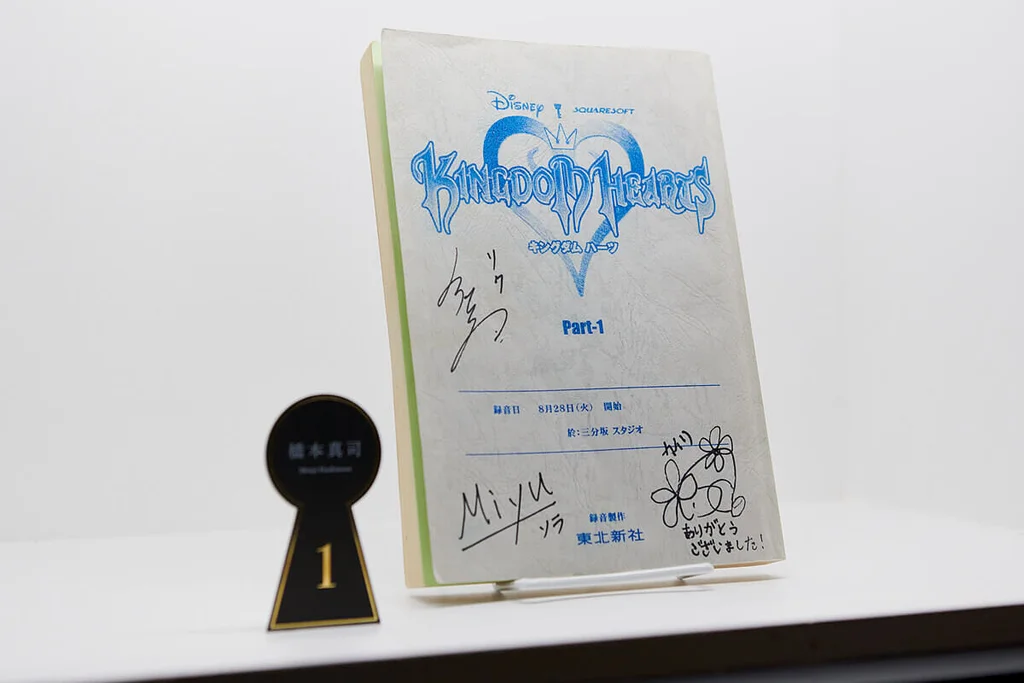 Disney SQUARESOFT
KINGDOM HEARTS
キングダム ハーツ
リク
Part-1
録音日 8月28日(火) 開始
於:三分坂 スタジオ
Miyu
ソラ
録音製作
東北新社
カイリ
ありがとう
ございました!
橋本真司
1